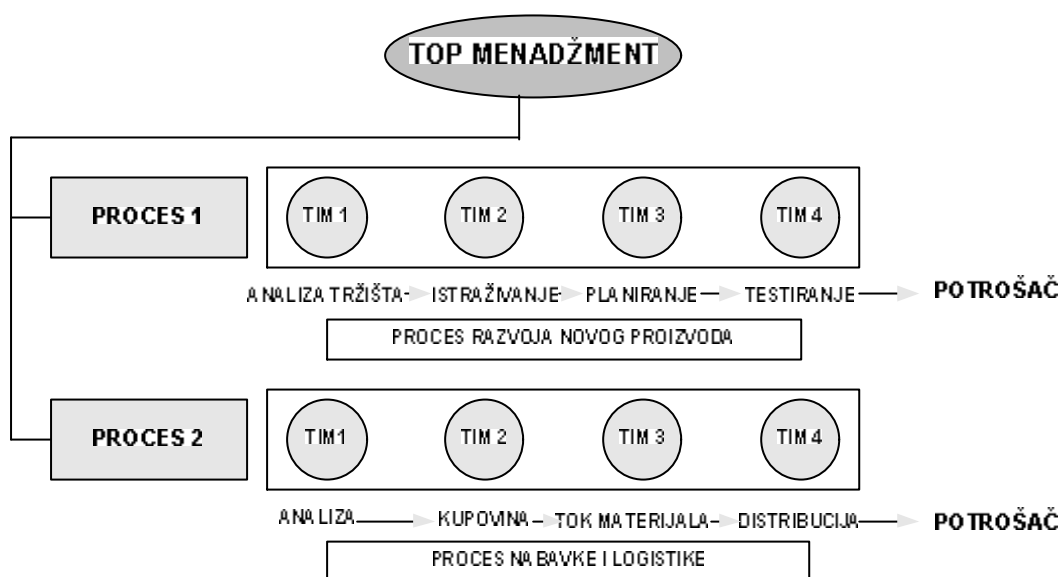 TOP MENADŽMENT
PROCES 1
TIM 1
TIM 2
TIM 3
TIM 4
ANALIZA TRŽIŠTA
ISTRAŽIVANJE
PLANIRANJE
TESTIRANJE
POTROŠAČ
PROCES RAZVOJA NOVOG PROIZVODA
PROCES 2
TIM1
TIM 2
TIM 3
TIM 4
ANALIZA
KUPOVINA
TOK MATERIJALA
DISTRIBUCIJA
POTROŠAČ
PROCES NABAVKE I LOGISTIKE